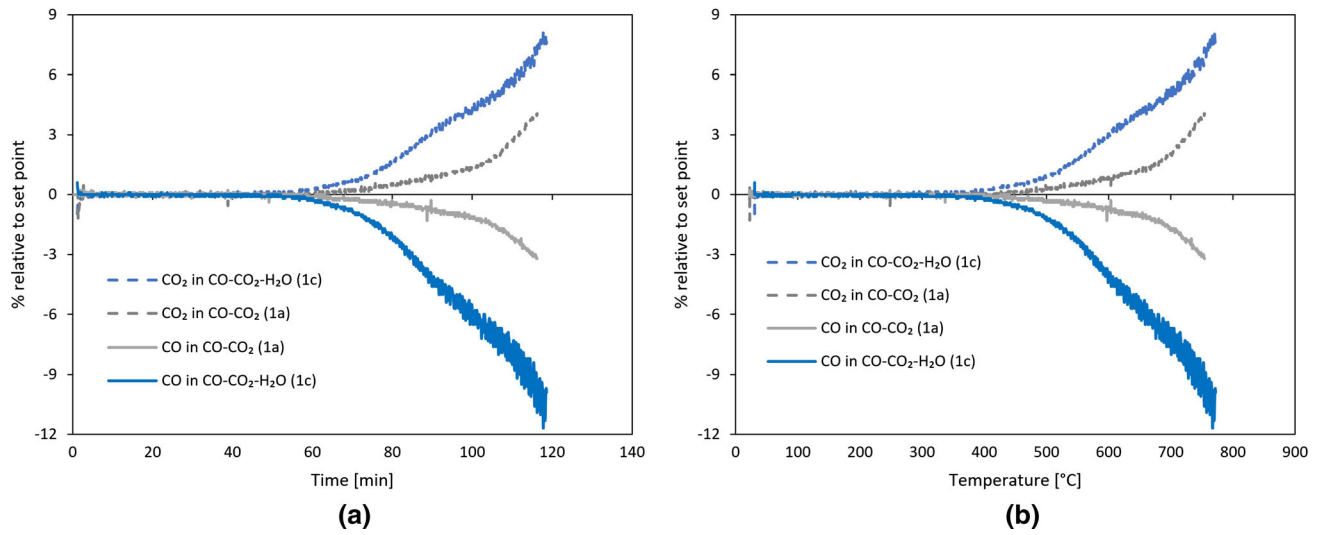 9
6
3
0
-3
-6
-9
-12
% relative to set point
CO₂ in CO-CO₂-H₂O (1c)
CO₂ in CO-CO₂ (1a)
CO in CO-CO₂ (1a)
CO in CO-CO₂-H₂O (1c)
0 20 40 60 80 100 120 140
Time [min]
(a)
9
6
3
0
-3
-6
-9
-12
% relative to set point
CO₂ in CO-CO₂-H₂O (1c)
CO₂ in CO-CO₂ (1a)
CO in CO-CO₂ (1a)
CO in CO-CO₂-H₂O (1c)
0 100 200 300 400 500 600 700 800 900
Temperature [°C]
(b)